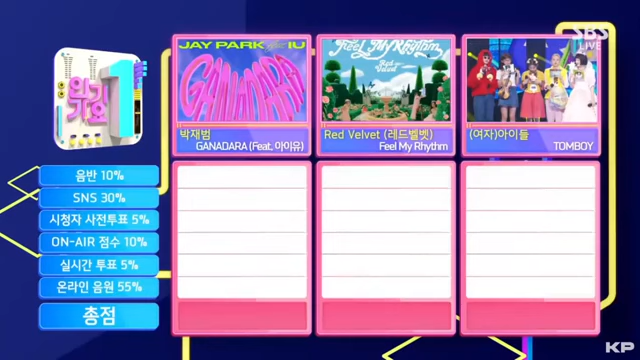 SBS
LIVE
인기
가요
1
JAY PARK feat. IU
GANADARA
Feel My Rhythm
Red
Velvet
박재범
GANADARA (Feat. 아이유)
Red Velvet (레드벨벳)
Feel My Rhythm
(여자)아이들
TOMBOY
음반 10%
SNS 30%
시청자 사전투표 5%
ON-AIR 점수 10%
실시간 투표 5%
온라인 음원 55%
총점
KP